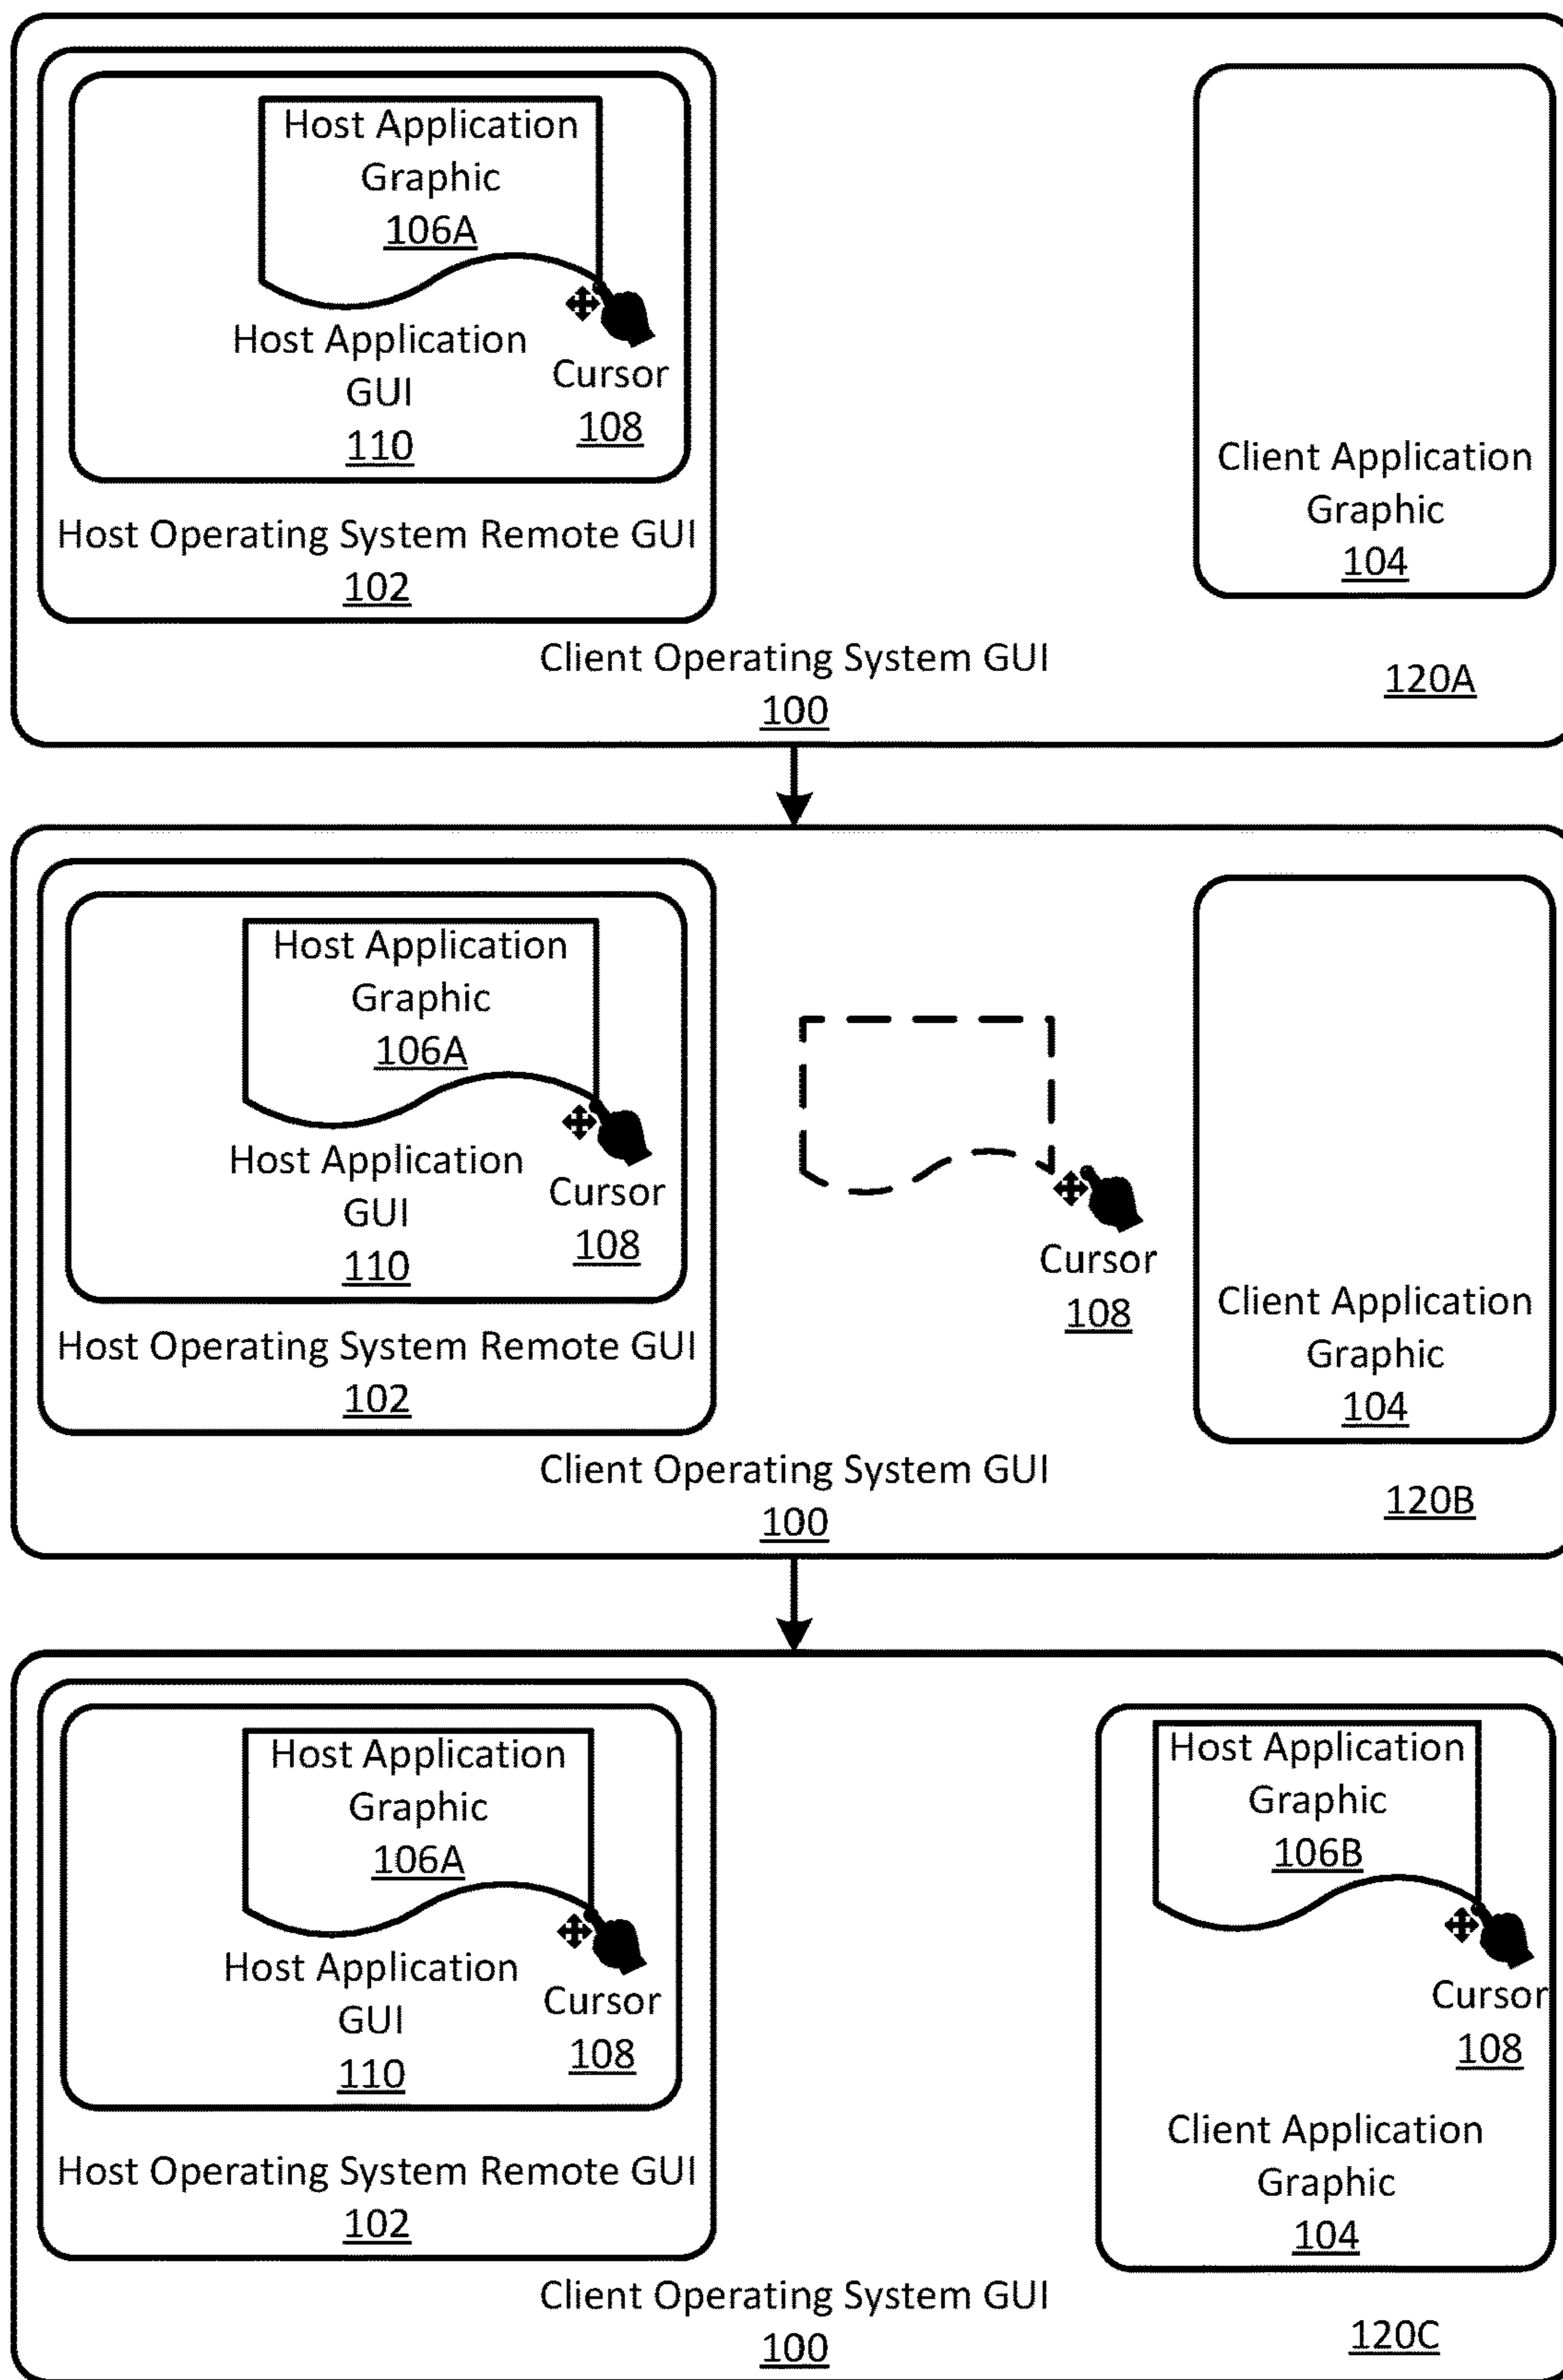 Host Application
Graphic
106A
Host Application
GUI
110
Cursor
108
Host Operating System Remote GUI
102
Client Application
Graphic
104
Client Operating System GUI
100
120A
Host Application
Graphic
106A
Host Application
GUI
110
Cursor
108
Host Operating System Remote GUI
102
Cursor
108
Client Application
Graphic
104
Client Operating System GUI
100
120B
Host Application
Graphic
106A
Host Application
GUI
110
Cursor
108
Host Operating System Remote GUI
102
Host Application
Graphic
106B
Cursor
108
Client Application
Graphic
104
Client Operating System GUI
100
120C